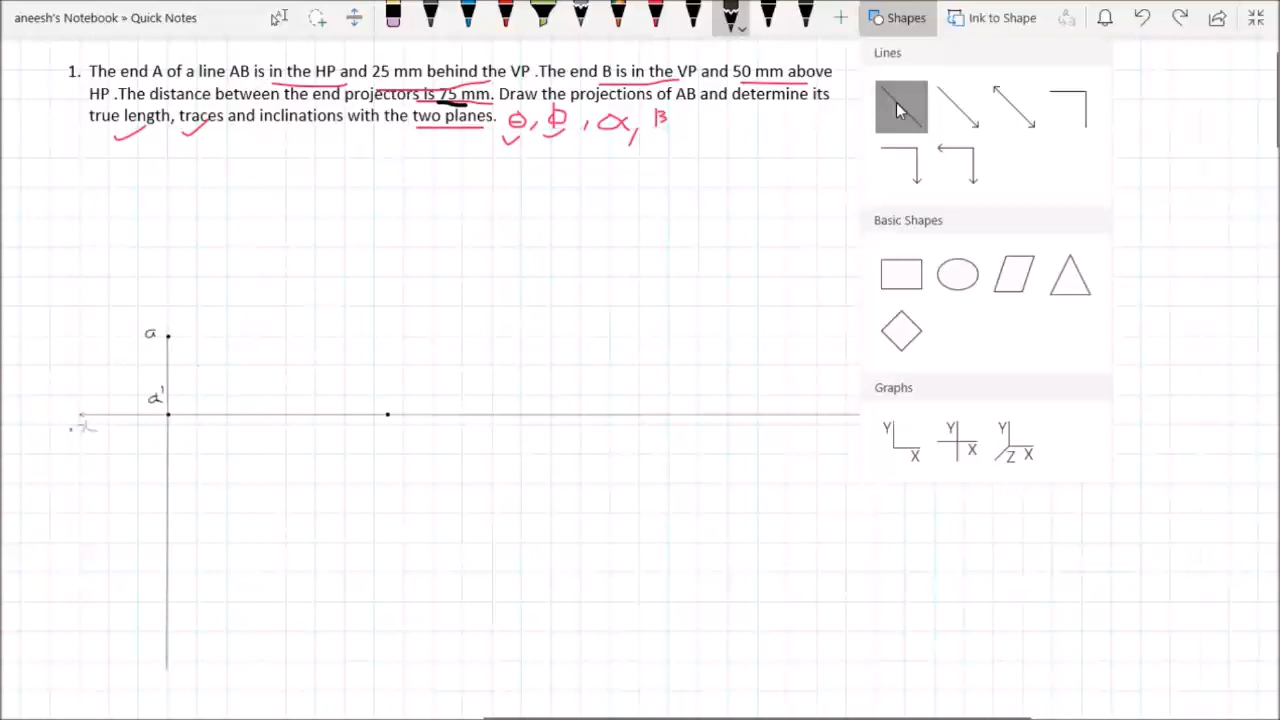 aneesh's Notebook » Quick Notes
Shapes
Ink to Shape
Lines
1. The end A of a line AB is in the HP and 25 mm behind the VP .The end B is in the VP and 50 mm above
HP .The distance between the end projectors is 75 mm. Draw the projections of AB and determine its
true length, traces and inclinations with the two planes. θ, Φ, α, B
Basic Shapes
a
a'
x
Graphs
Y X
Y X
Y Z X